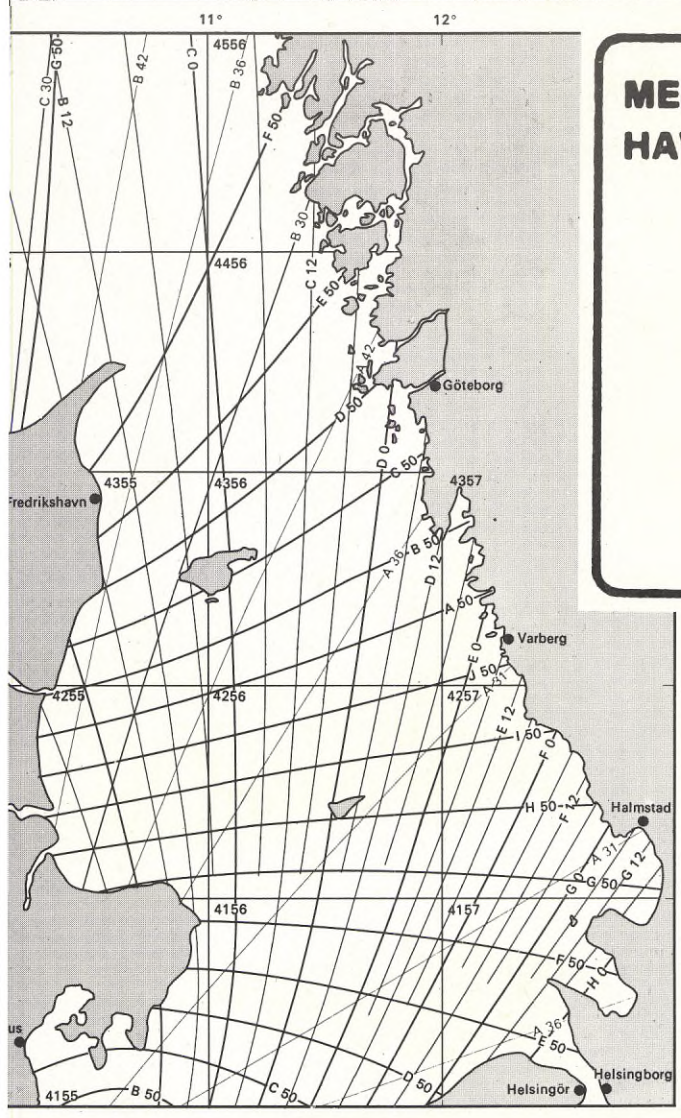 11°
12°
C 30
G 50
B 12
B 42
C 0
B 36
4556
F 50
ME
HAV
B 30
4456
C 12
E 50
A 42
Göteborg
D 50
D 0
C 50
4355
4356
4357
Fredrikshavn
A 36
B 50
D 12
A 50
E 0
Varberg
J 50
A 31
4255
4256
4257
E 12
I 50
F 0
H 50
F 12
Halmstad
A 31
G 12
G 0
G 50
4156
4157
F 50
H 0
us
A 36
E 50
4155
B 50
C 50
D 50
Helsingör
Helsingborg